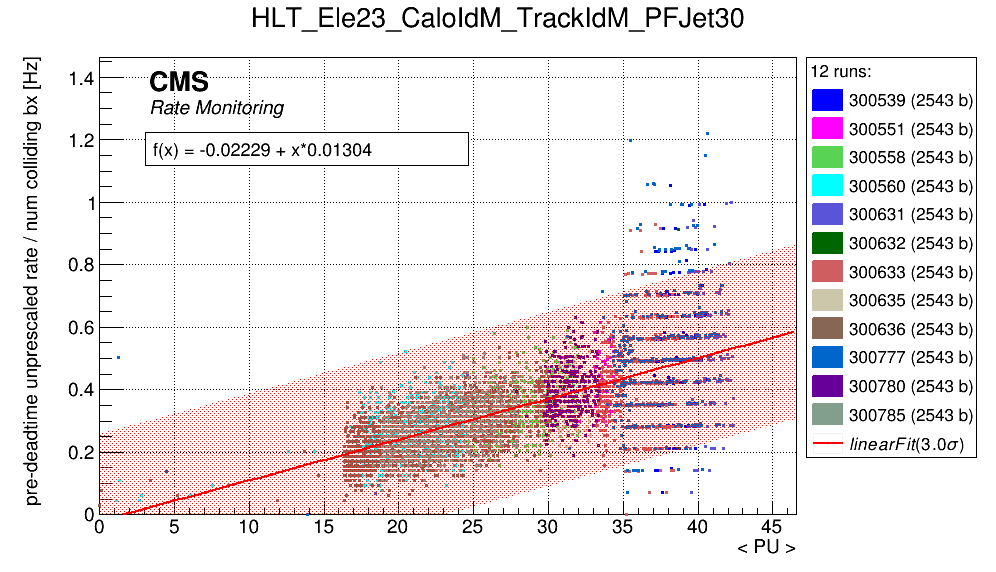 HLT_Ele23_CaloIdM_TrackIdM_PFJet30
pre-deadtime unprescaled rate / num colliding bx [Hz]
CMS
Rate Monitoring
f(x) = -0.02229 + x*0.01304
1.4
1.2
1
0.8
0.6
0.4
0.2
0
0 5 10 15 20 25 30 35 40 45
< PU >
12 runs:
300539 (2543 b)
300551 (2543 b)
300558 (2543 b)
300560 (2543 b)
300631 (2543 b)
300632 (2543 b)
300633 (2543 b)
300635 (2543 b)
300636 (2543 b)
300777 (2543 b)
300780 (2543 b)
300785 (2543 b)
linearFit(3.0σ)